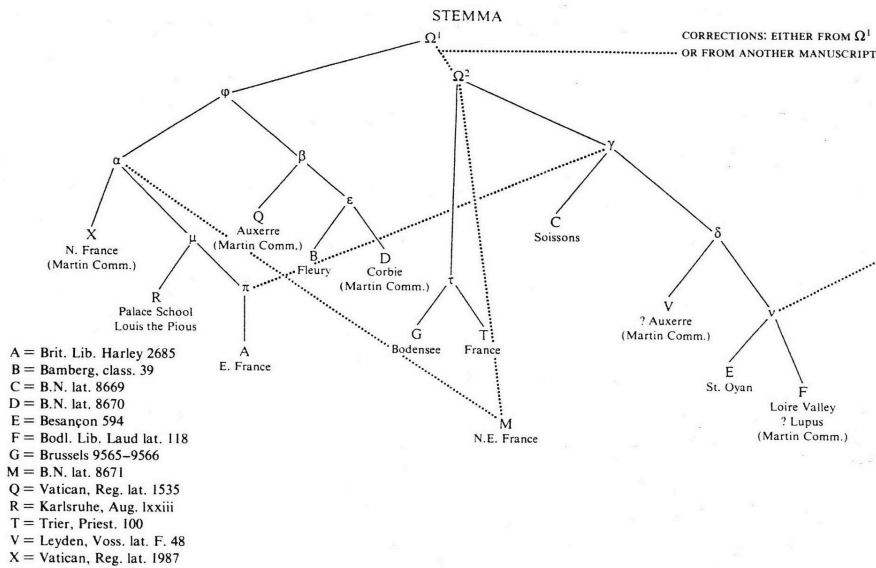 STEMMA
Ω¹
CORRECTIONS: EITHER FROM Ω¹
OR FROM ANOTHER MANUSCRIPT
Ω²
φ
γ
α
β
ε
Q
Auxerre
(Martin Comm.)
C
Soissons
X
N. France
(Martin Comm.)
μ
B
Fleury
D
Corbie
(Martin Comm.)
δ
R
Palace School
Louis the Pious
π
τ
V
? Auxerre
(Martin Comm.)
ν
A
E. France
G
Bodensee
T
France
E
St. Oyan
F
Loire Valley
? Lupus
(Martin Comm.)
M
N.E. France
A = Brit. Lib. Harley 2685
B = Bamberg, class. 39
C = B.N. lat. 8669
D = B.N. lat. 8670
E = Besançon 594
F = Bodl. Lib. Laud lat. 118
G = Brussels 9565–9566
M = B.N. lat. 8671
Q = Vatican, Reg. lat. 1535
R = Karlsruhe, Aug. lxxiii
T = Trier, Priest. 100
V = Leyden, Voss. lat. F. 48
X = Vatican, Reg. lat. 1987